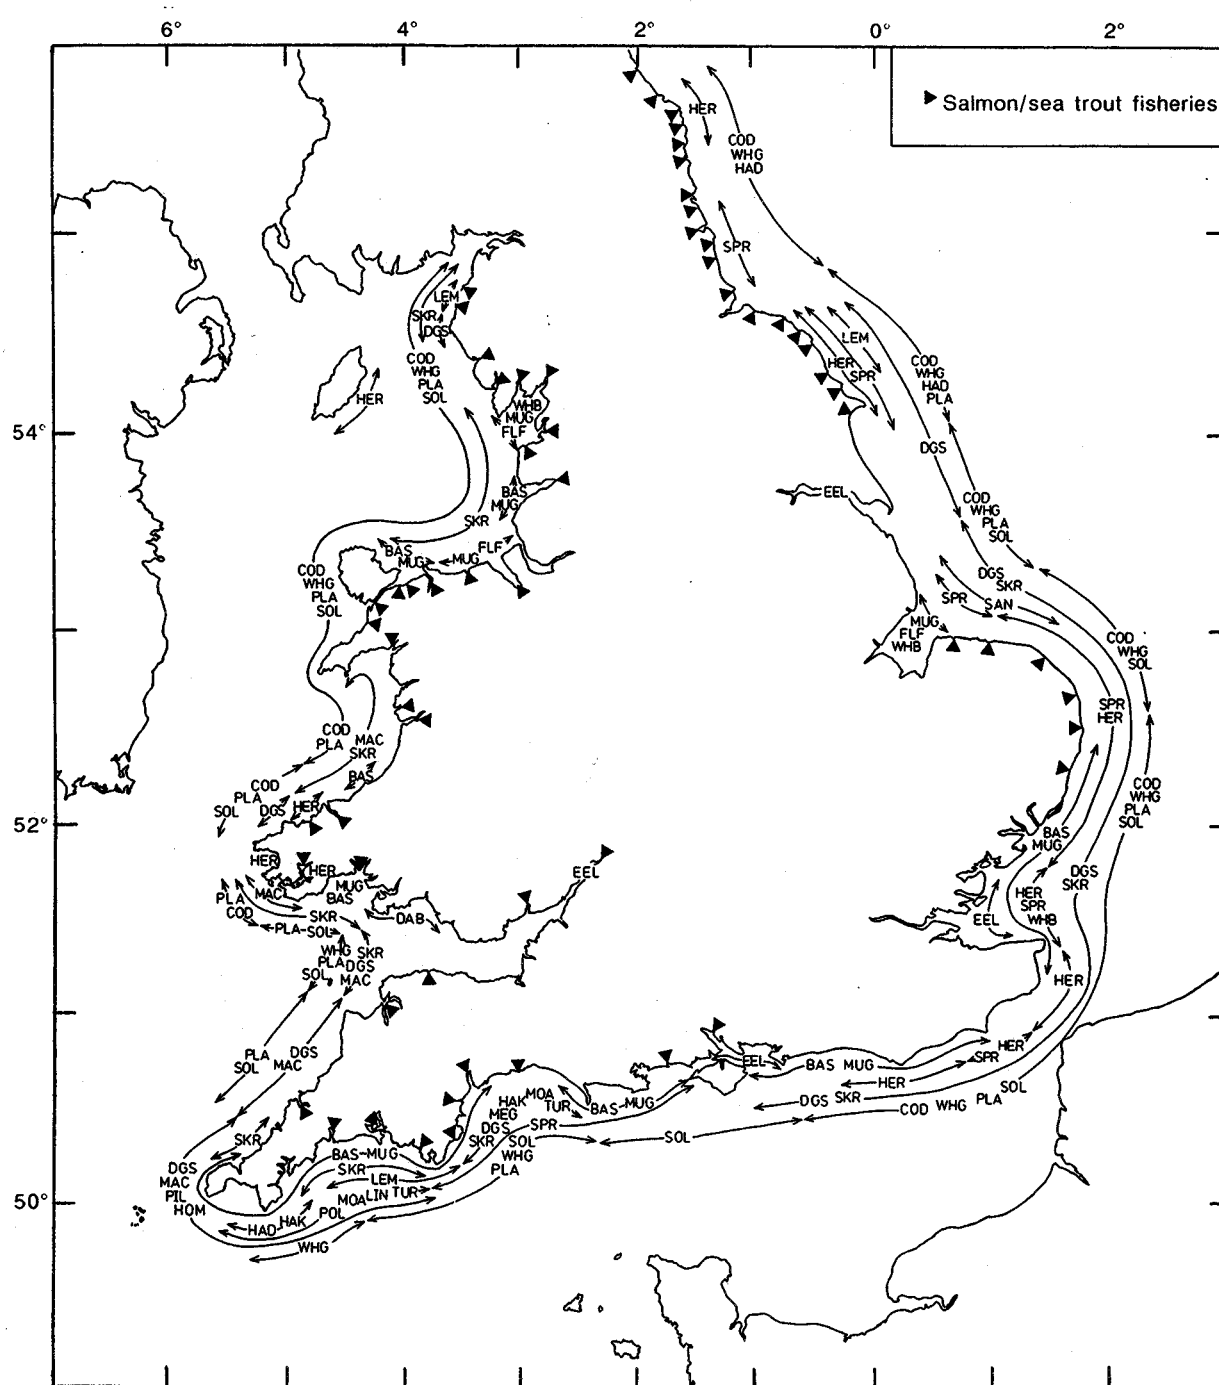 6° 4° 2° 0° 2°
Salmon/sea trout fisheries
HER
COD
WHG
HAD
SPR
LEM
SKR
DGS
COD
WHG
PLA
SOL
HER
WHB
MUG
FLF
LEM
HER
SPR
COD
WHG
HAD
PLA
54°
DGS
BAS
MUG
SKR
EEL
COD
WHG
PLA
SOL
BAS
MUG
MUG
FLF
COD
WHG
PLA
SOL
DGS
SKR
SPR
SAN
MUG
FLF
WHB
COD
WHG
SOL
SPR
HER
COD
PLA
MAC
SKR
BAS
COD
PLA
SOL
DGS
HER
COD
WHG
PLA
SOL
52°
BAS
MUG
HER
HER
MUG
BAS
MAC
PLA
COD
SKR
PLA-SOL
DAB
EEL
DGS
SKR
HER
SPR
WHB
EEL
WHG
PLA
SOL
SKR
DGS
MAC
HER
PLA
SOL
DGS
MAC
HER
SPR
EEL
BAS MUG
HER
SOL
DGS SKR
COD WHG PLA
HAK
MOA
TUR
BAS MUG
MEG
DGS
SKR
SPR
SOL
WHG
PLA
SOL
SKR
BAS-MUG
SKR
LEM
DGS
MAC
PIL
HOM
MOA
LIN TUR
POL
HAK
HAD
WHG
50°